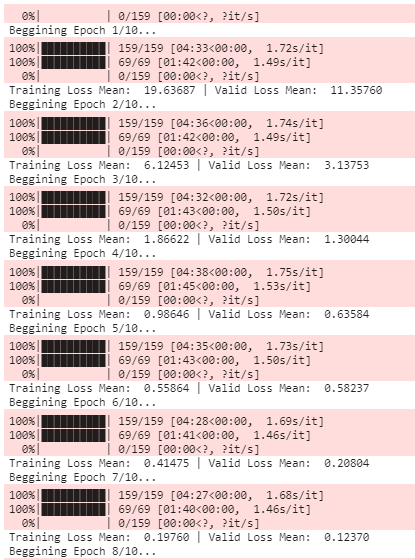 0%|          | 0/159 [00:00<?, ?it/s]
Beggining Epoch 1/10...
100%|██████████| 159/159 [04:33<00:00,  1.72s/it]
100%|██████████| 69/69 [01:42<00:00,  1.49s/it]
0%|          | 0/159 [00:00<?, ?it/s]
Training Loss Mean:  19.63687 | Valid Loss Mean:  11.35760
Beggining Epoch 2/10...
100%|██████████| 159/159 [04:36<00:00,  1.74s/it]
100%|██████████| 69/69 [01:42<00:00,  1.49s/it]
0%|          | 0/159 [00:00<?, ?it/s]
Training Loss Mean:  6.12453 | Valid Loss Mean:  3.13753
Beggining Epoch 3/10...
100%|██████████| 159/159 [04:32<00:00,  1.72s/it]
100%|██████████| 69/69 [01:43<00:00,  1.50s/it]
0%|          | 0/159 [00:00<?, ?it/s]
Training Loss Mean:  1.86622 | Valid Loss Mean:  1.30044
Beggining Epoch 4/10...
100%|██████████| 159/159 [04:38<00:00,  1.75s/it]
100%|██████████| 69/69 [01:45<00:00,  1.53s/it]
0%|          | 0/159 [00:00<?, ?it/s]
Training Loss Mean:  0.98646 | Valid Loss Mean:  0.63584
Beggining Epoch 5/10...
100%|██████████| 159/159 [04:35<00:00,  1.73s/it]
100%|██████████| 69/69 [01:43<00:00,  1.50s/it]
0%|          | 0/159 [00:00<?, ?it/s]
Training Loss Mean:  0.55864 | Valid Loss Mean:  0.58237
Beggining Epoch 6/10...
100%|██████████| 159/159 [04:28<00:00,  1.69s/it]
100%|██████████| 69/69 [01:41<00:00,  1.46s/it]
0%|          | 0/159 [00:00<?, ?it/s]
Training Loss Mean:  0.41475 | Valid Loss Mean:  0.20804
Beggining Epoch 7/10...
100%|██████████| 159/159 [04:27<00:00,  1.68s/it]
100%|██████████| 69/69 [01:40<00:00,  1.46s/it]
0%|          | 0/159 [00:00<?, ?it/s]
Training Loss Mean:  0.19760 | Valid Loss Mean:  0.12370
Beggining Epoch 8/10...